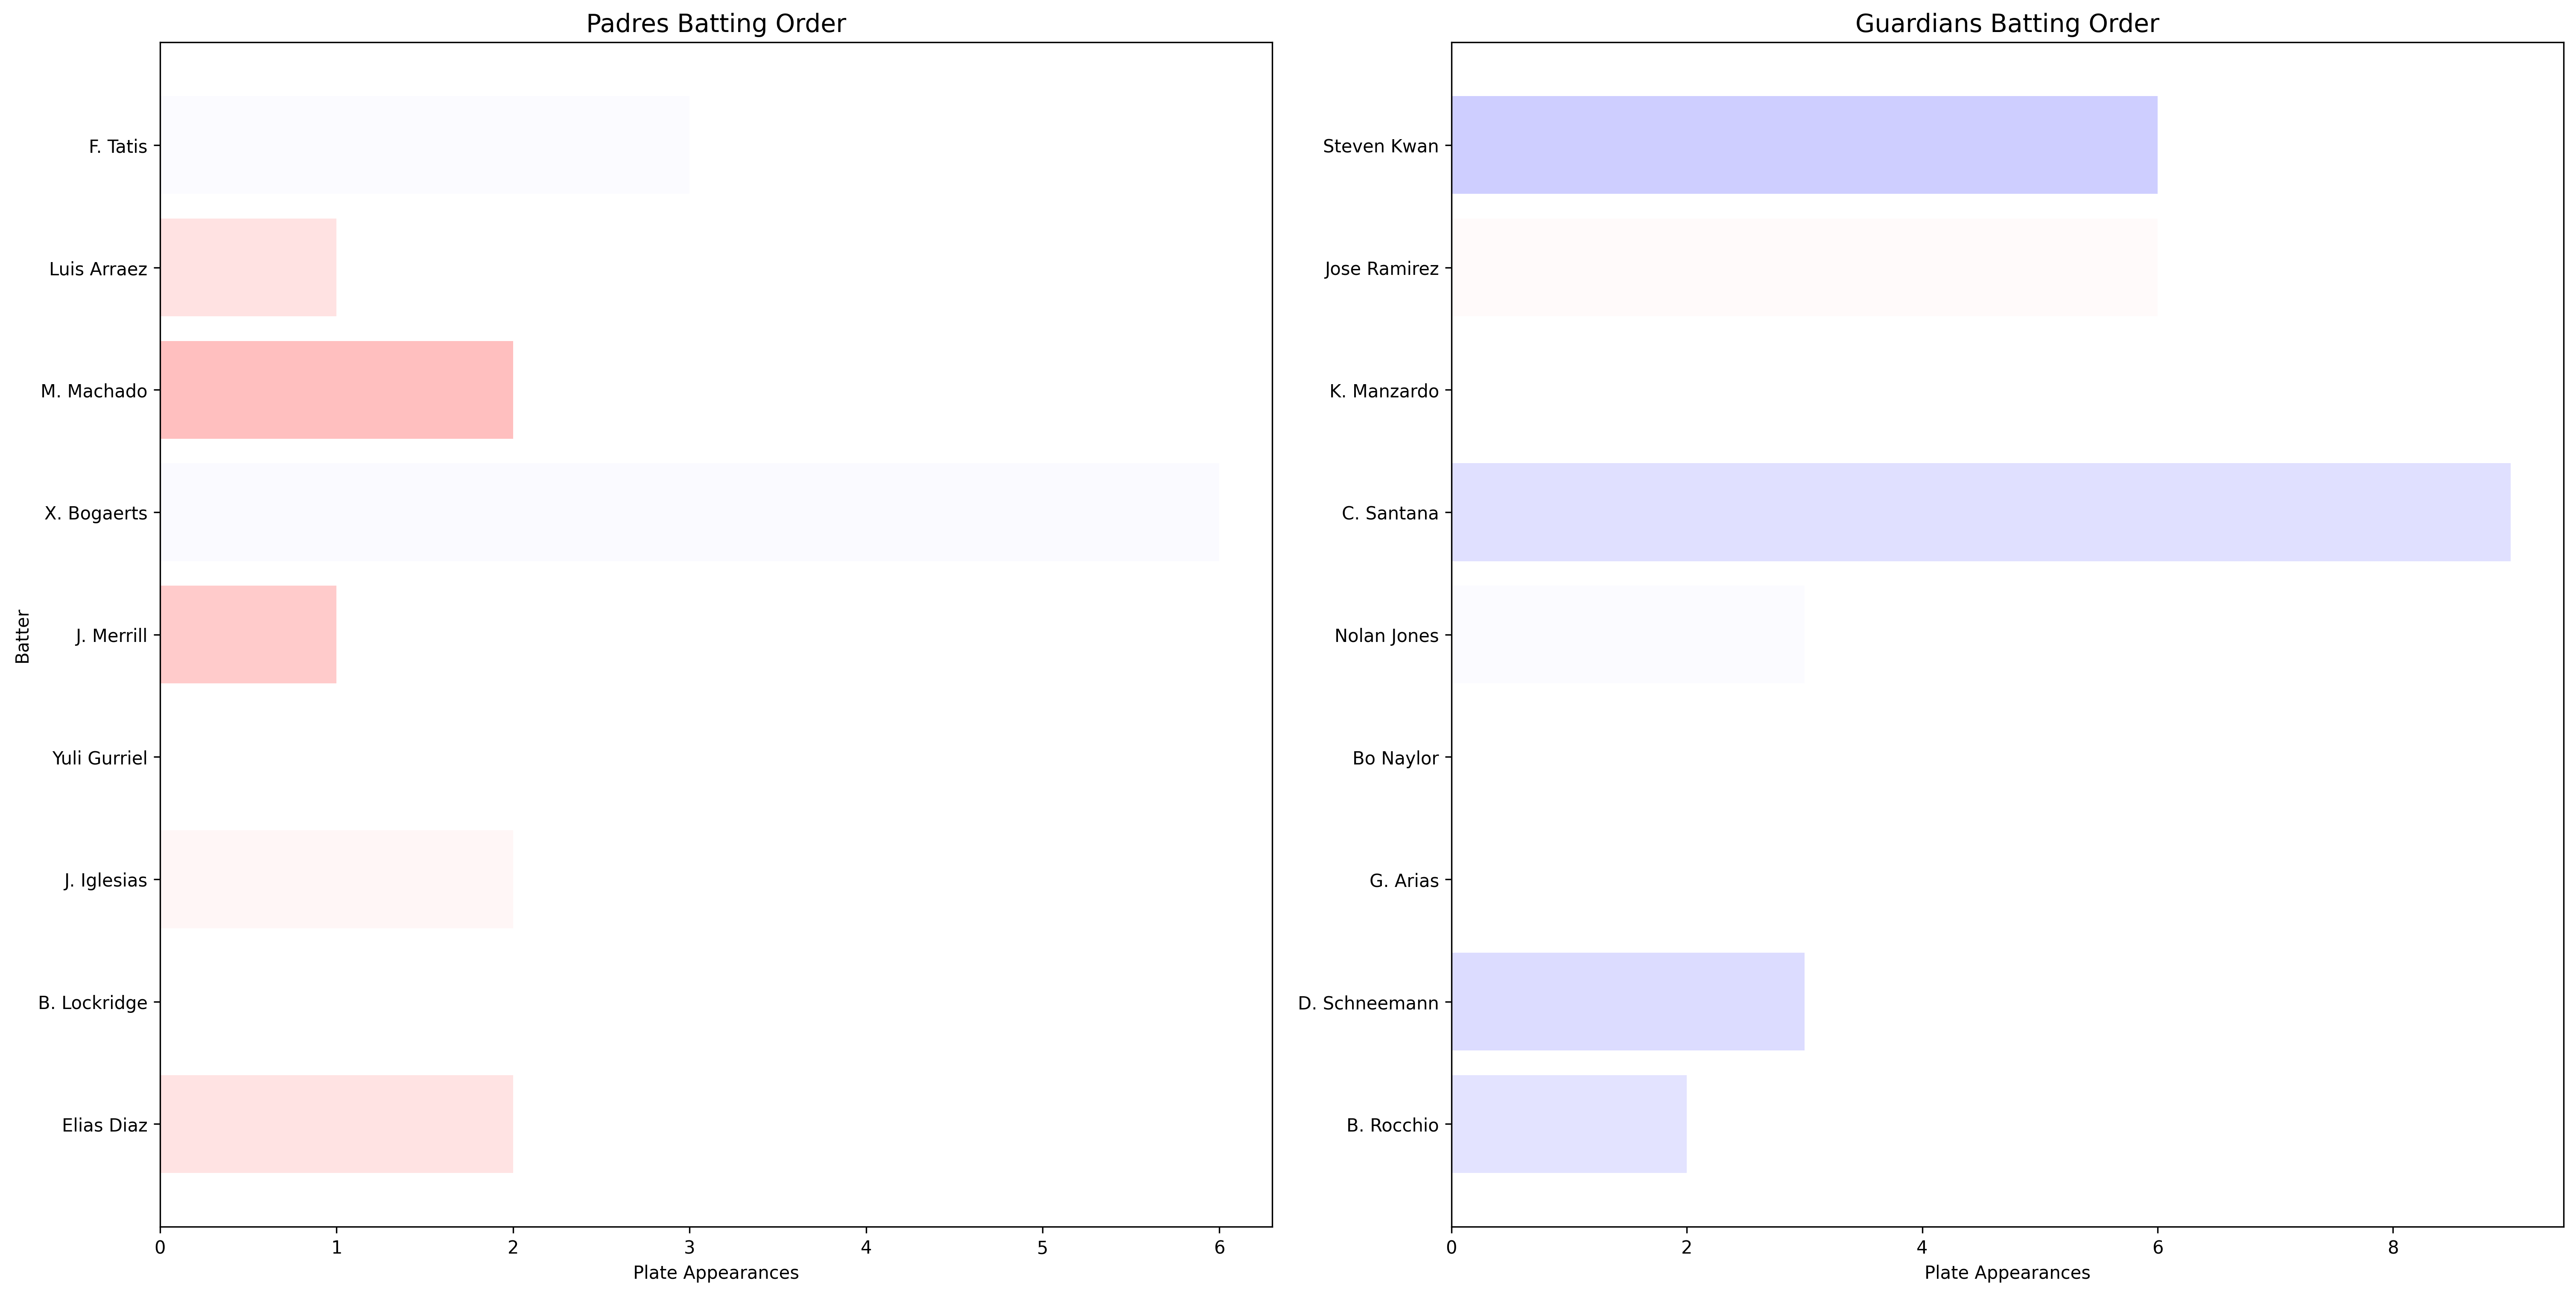 Padres Batting Order
Batter
F. Tatis
Luis Arraez
M. Machado
X. Bogaerts
J. Merrill
Yuli Gurriel
J. Iglesias
B. Lockridge
Elias Diaz
0 1 2 3 4 5 6
Plate Appearances
Guardians Batting Order
Steven Kwan
Jose Ramirez
K. Manzardo
C. Santana
Nolan Jones
Bo Naylor
G. Arias
D. Schneemann
B. Rocchio
0 2 4 6 8
Plate Appearances